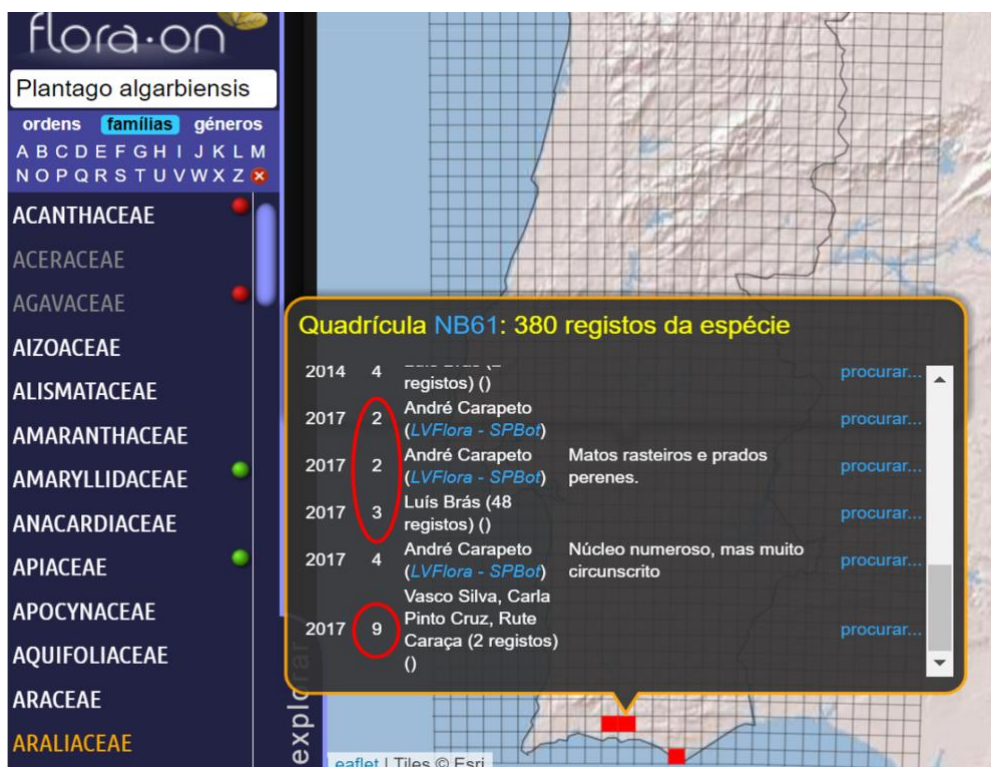 flora-on
Plantago algarbiensis
ordens famílias géneros
A B C D E F G H I J K L M
N O P Q R S T U V W X Z
ACANTHACEAE
ACERACEAE
AGAVACEAE
AIZOACEAE
ALISMATACEAE
AMARANTHACEAE
AMARYLLIDACEAE
ANACARDIACEAE
APIACEAE
APOCYNACEAE
AQUIFOLIACEAE
ARACEAE
ARALIACEAE
explorar
Quadrícula NB61: 380 registos da espécie
2014 4 registos) () procurar...
2017 2 André Carapeto
(LVFlora - SPBot) procurar...
2017 2 André Carapeto
(LVFlora - SPBot) Matos rasteiros e prados
perenes. procurar...
2017 3 Luís Brás (48
registos) () procurar...
2017 4 André Carapeto
(LVFlora - SPBot) Núcleo numeroso, mas muito
circunscrito procurar...
2017 9 Vasco Silva, Carla
Pinto Cruz, Rute
Caraça (2 registos)
() procurar...
eaflet | Tiles © Esri